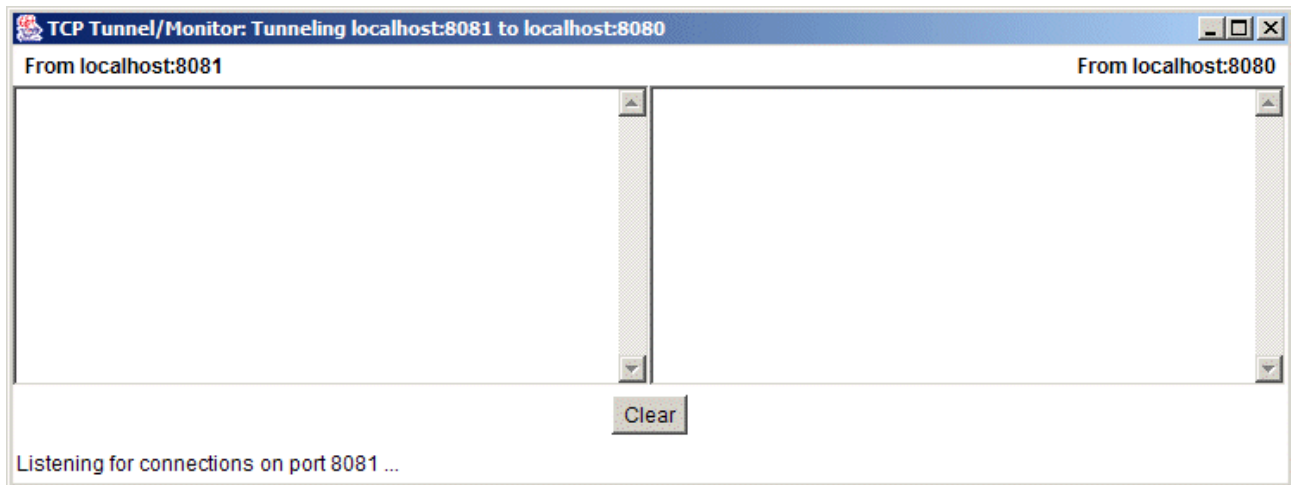 TCP Tunnel/Monitor: Tunneling localhost:8081 to localhost:8080
From localhost:8081 From localhost:8080
Clear
Listening for connections on port 8081 ...